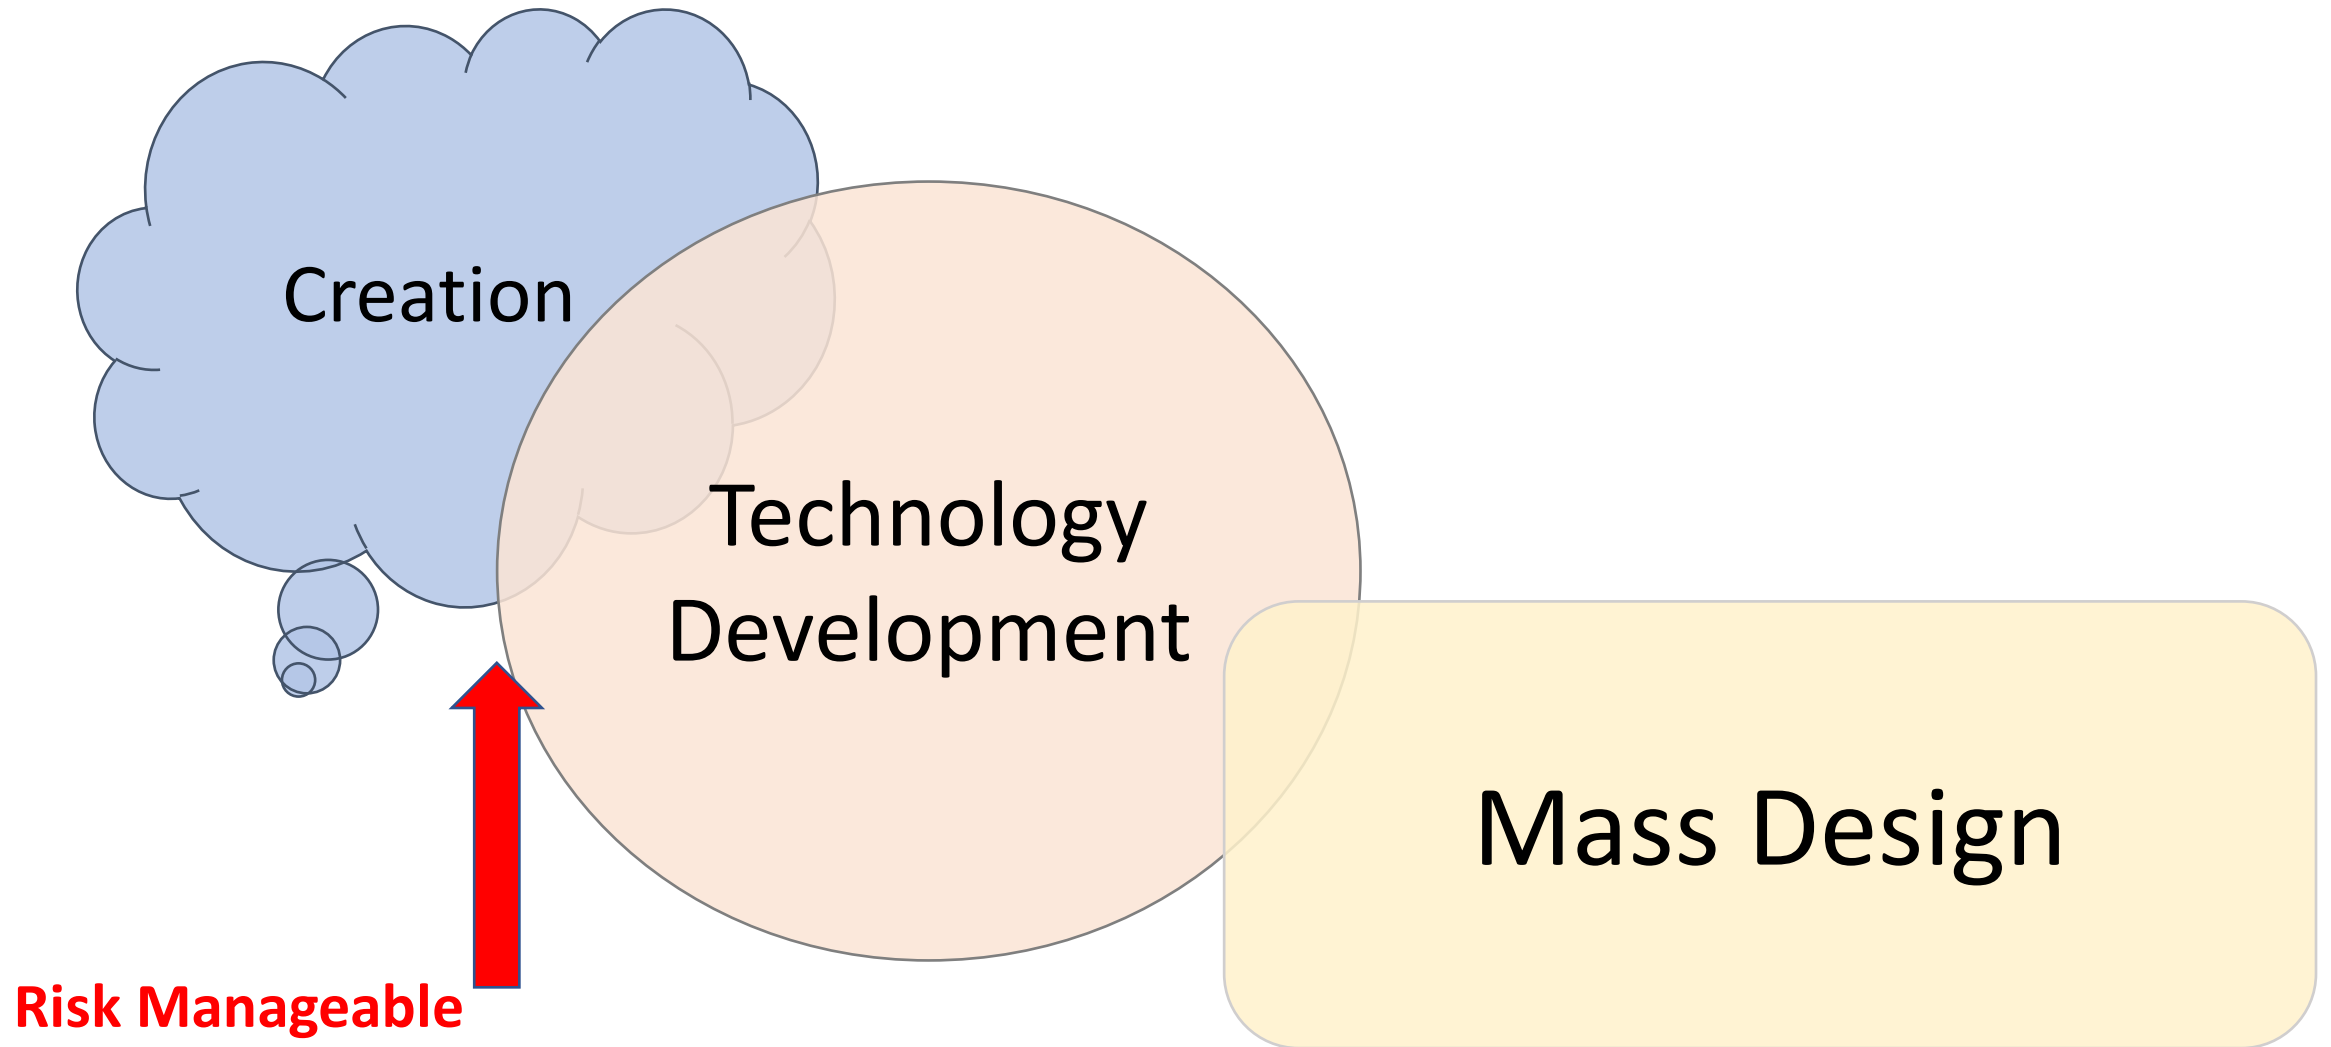 Creation
Technology
Development
Mass Design
Risk Manageable